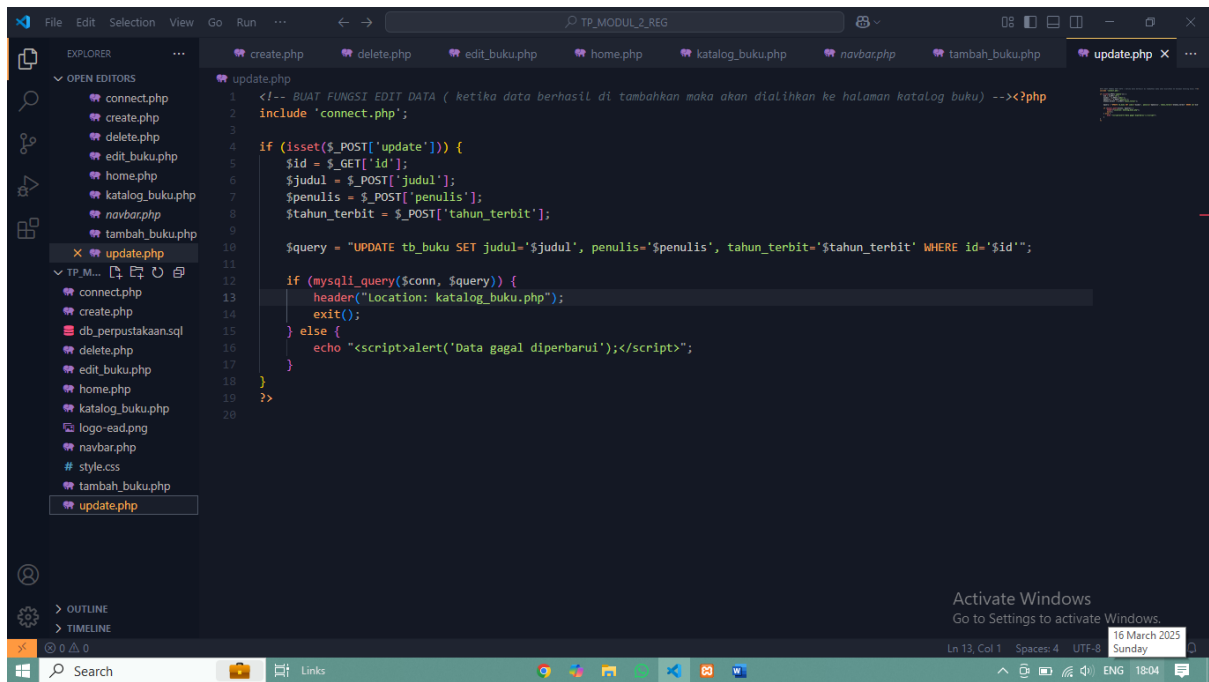 File Edit Selection View Go Run ··· ← → TP_MODUL_2_REG
EXPLORER ···
OPEN EDITORS
connect.php
create.php
delete.php
edit_buku.php
home.php
katalog_buku.php
navbar.php
tambah_buku.php
update.php
TP_M...
connect.php
create.php
db_perpustakaan.sql
delete.php
edit_buku.php
home.php
katalog_buku.php
logo-ead.png
navbar.php
# style.css
tambah_buku.php
update.php
OUTLINE
TIMELINE
create.php delete.php edit_buku.php home.php katalog_buku.php navbar.php tambah_buku.php update.php ···
update.php
1 <!-- BUAT FUNGSI EDIT DATA ( ketika data berhasil di tambahkan maka akan dialihkan ke halaman katalog buku) --><?php
2 include 'connect.php';
3
4 if (isset($_POST['update'])) {
5 $id = $_GET['id'];
6 $judul = $_POST['judul'];
7 $penulis = $_POST['penulis'];
8 $tahun_terbit = $_POST['tahun_terbit'];
9
10 $query = "UPDATE tb_buku SET judul='$judul', penulis='$penulis', tahun_terbit='$tahun_terbit' WHERE id='$id'";
11
12 if (mysqli_query($conn, $query)) {
13 header("Location: katalog_buku.php");
14 exit();
15 } else {
16 echo "<script>alert('Data gagal diperbarui');</script>";
17 }
18 }
19 ?>
20
Activate Windows
Go to Settings to activate Windows.
16 March 2025
Sunday
0 0 Ln 13, Col 1 Spaces: 4 UTF-8
Search Links ENG 18:04